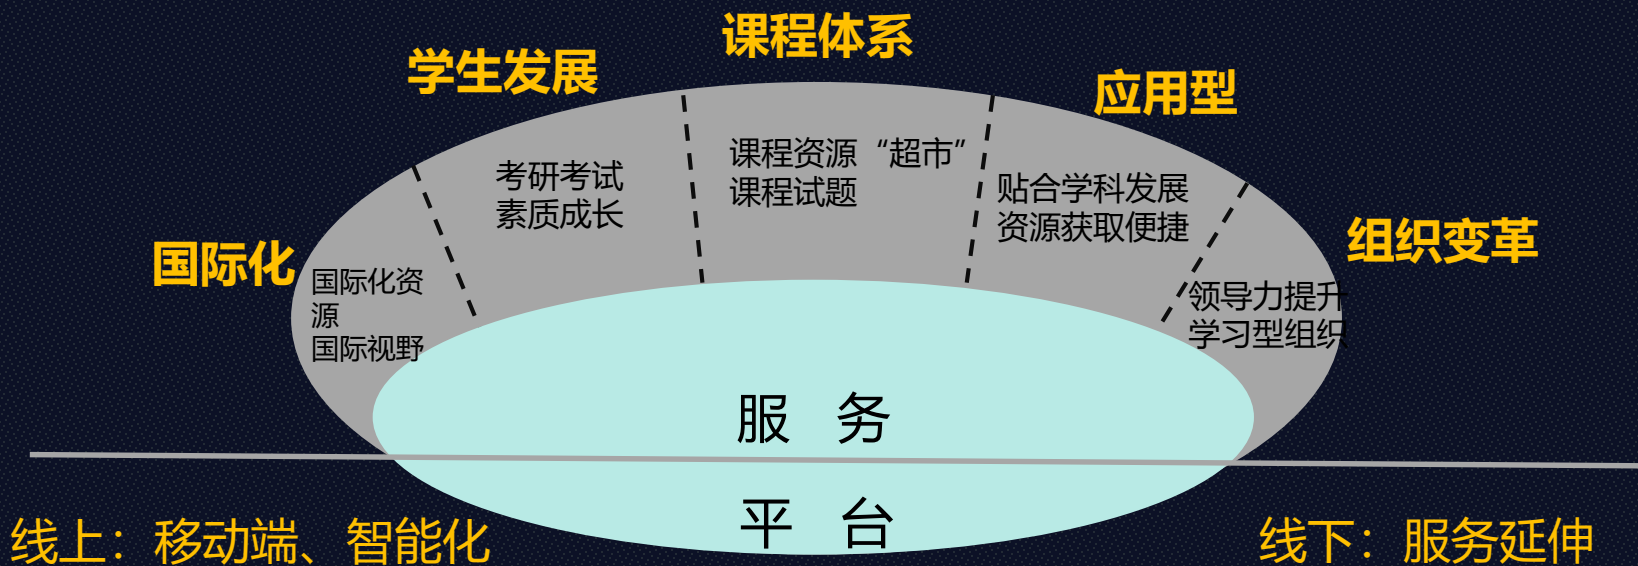 课程体系
学生发展
应用型
组织变革
国际化
课程资源“超市”
课程试题
考研考试
素质成长
贴合学科发展
资源获取便捷
国际化资
源
国际视野
领导力提升
学习型组织
服 务
平 台
线上：移动端、智能化
线下：服务延伸